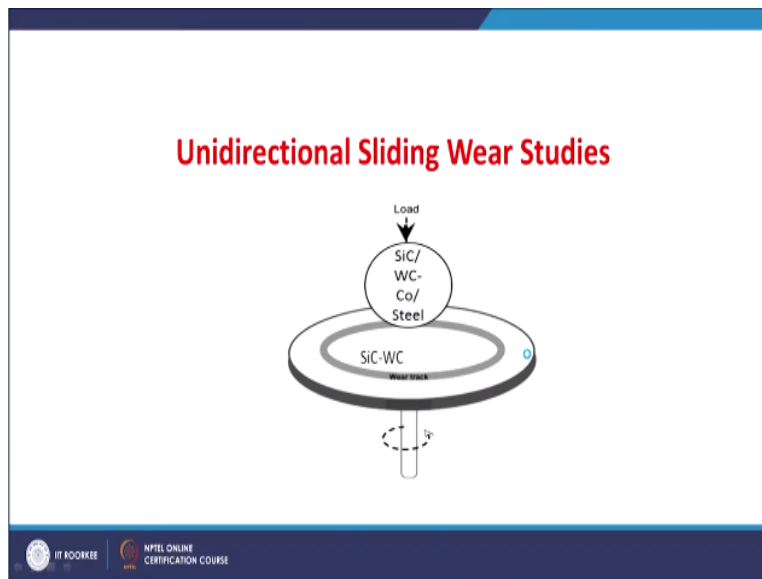 Unidirectional Sliding Wear Studies
Load
SiC/
WC-
Co/
Steel
SiC-WC
Wear track
IIT ROORKEE
NPTEL ONLINE
CERTIFICATION COURSE
NPTEL